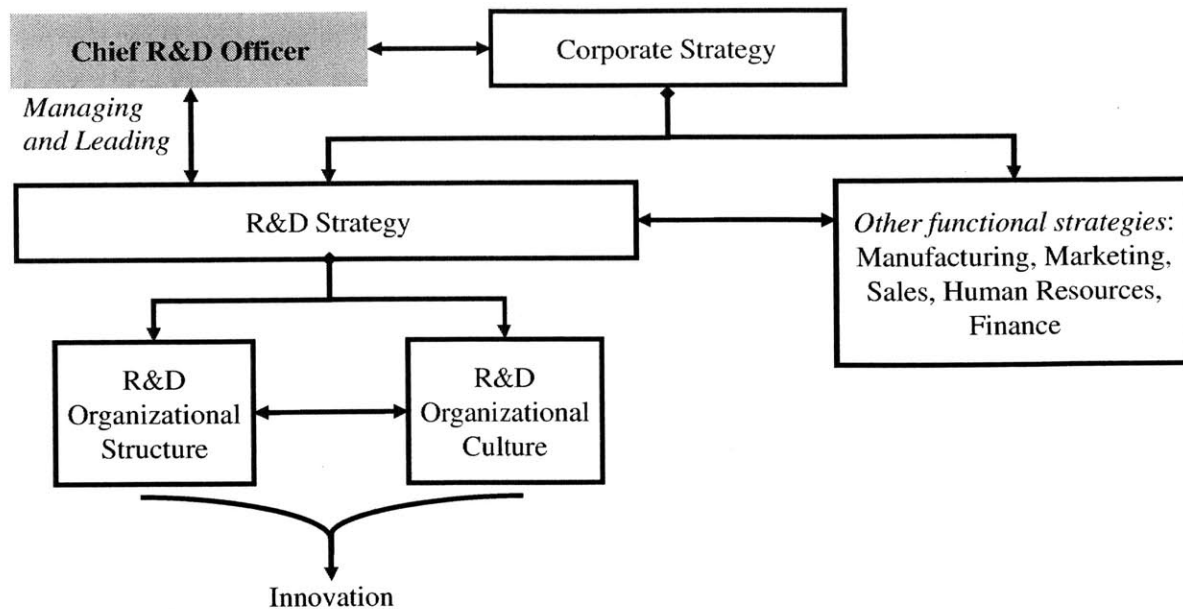 Chief R&D Officer
Corporate Strategy
Managing
and Leading
R&D Strategy
Other functional strategies:
Manufacturing, Marketing,
Sales, Human Resources,
Finance
R&D
Organizational
Structure
R&D
Organizational
Culture
Innovation